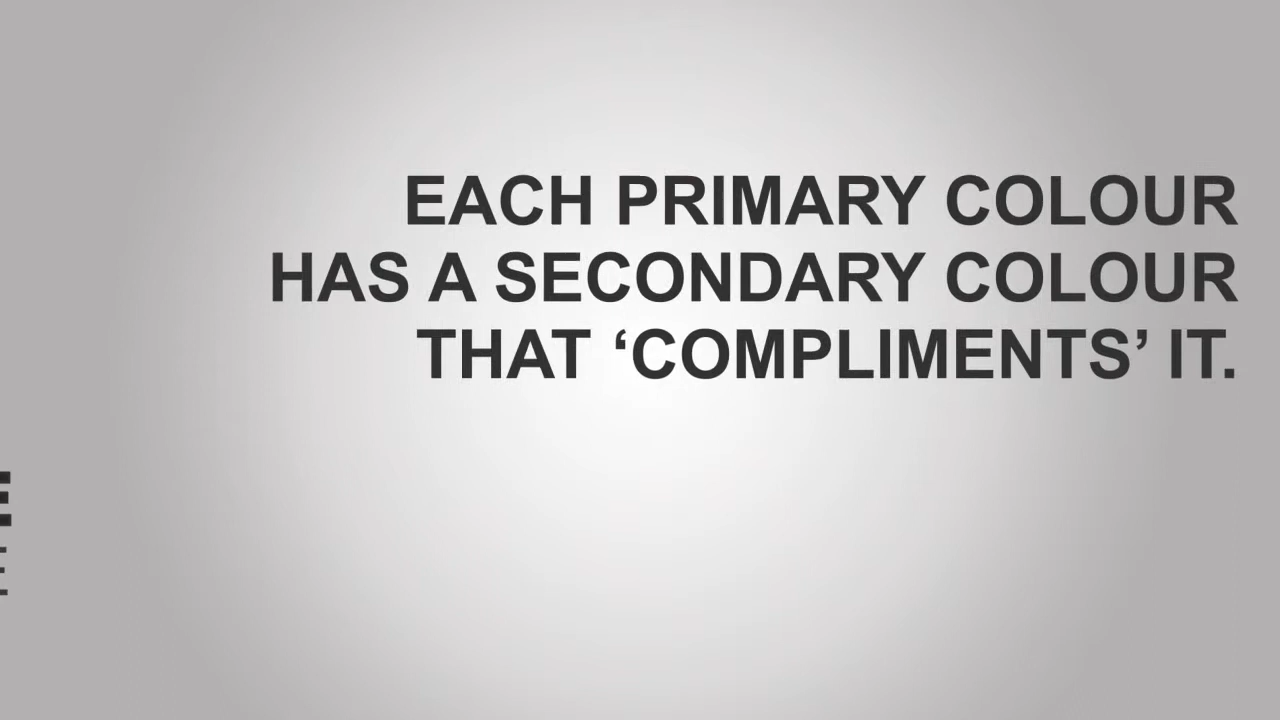 EACH PRIMARY COLOUR
HAS A SECONDARY COLOUR
THAT ‘COMPLIMENTS’ IT.